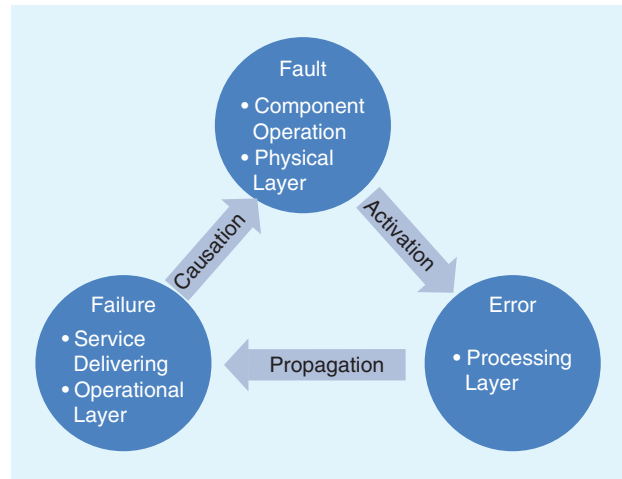 Fault
• Component
Operation
• Physical
Layer
Causation
Activation
Failure
• Service
Delivering
• Operational
Layer
Propagation
Error
• Processing
Layer